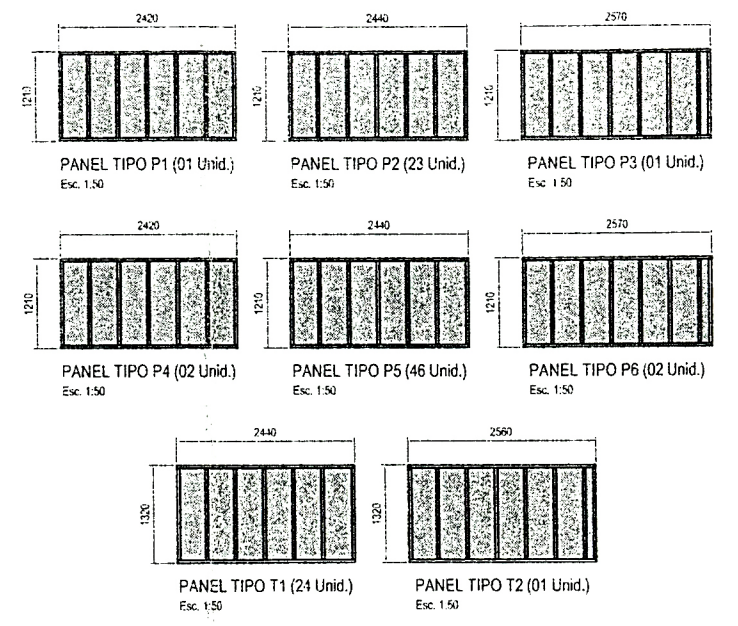 2420
2440
2570
1210
1210
1210
PANEL TIPO P1 (01 Unid.)
PANEL TIPO P2 (23 Unid.)
PANEL TIPO P3 (01 Unid.)
Esc. 1:50
Esc. 1:50
Esc 1:50
2420
2440
2570
1210
1210
1210
PANEL TIPO P4 (02 Unid.)
PANEL TIPO P5 (46 Unid.)
PANEL TIPO P6 (02 Unid.)
Esc. 1:50
Esc. 1:50
Esc. 1:50
2440
2560
1320
1320
PANEL TIPO T1 (24 Unid.)
PANEL TIPO T2 (01 Unid.)
Esc. 1:50
Esc. 1:50